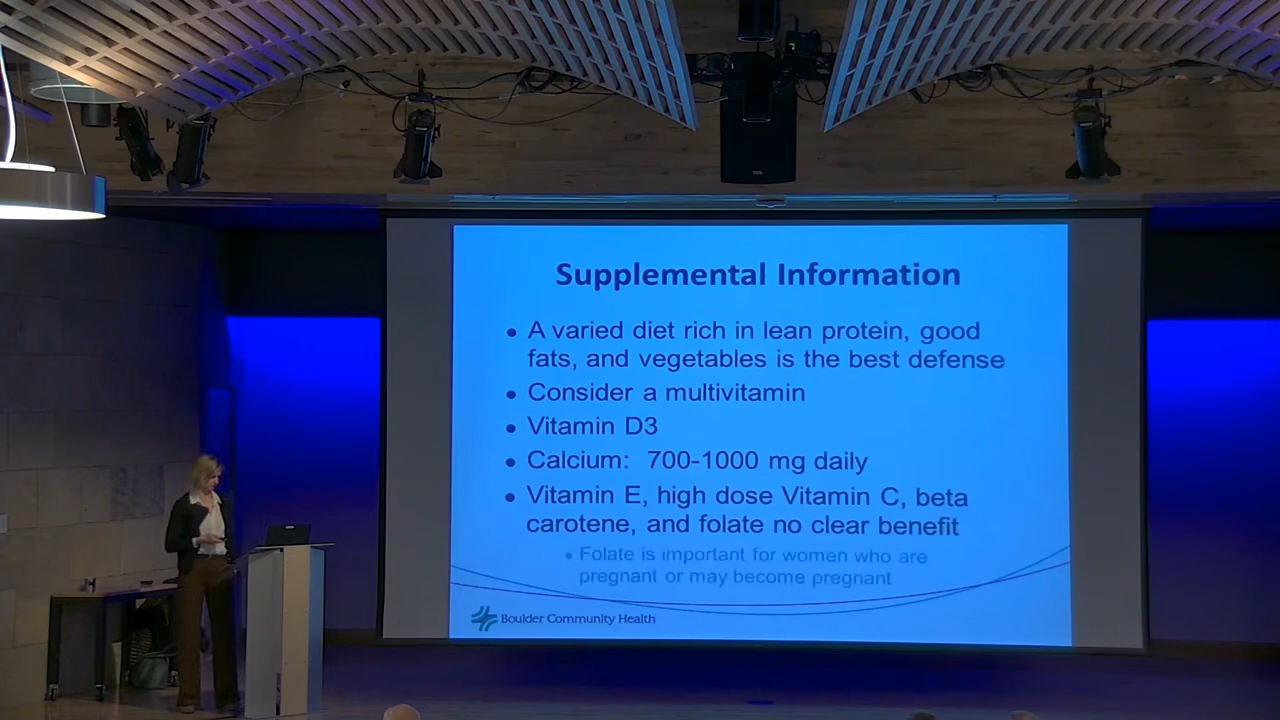 Supplemental Information
• A varied diet rich in lean protein, good
fats, and vegetables is the best defense
• Consider a multivitamin
• Vitamin D3
• Calcium: 700-1000 mg daily
• Vitamin E, high dose Vitamin C, beta
carotene, and folate no clear benefit
• Folate is important for women who are
pregnant or may become pregnant
Boulder Community Health